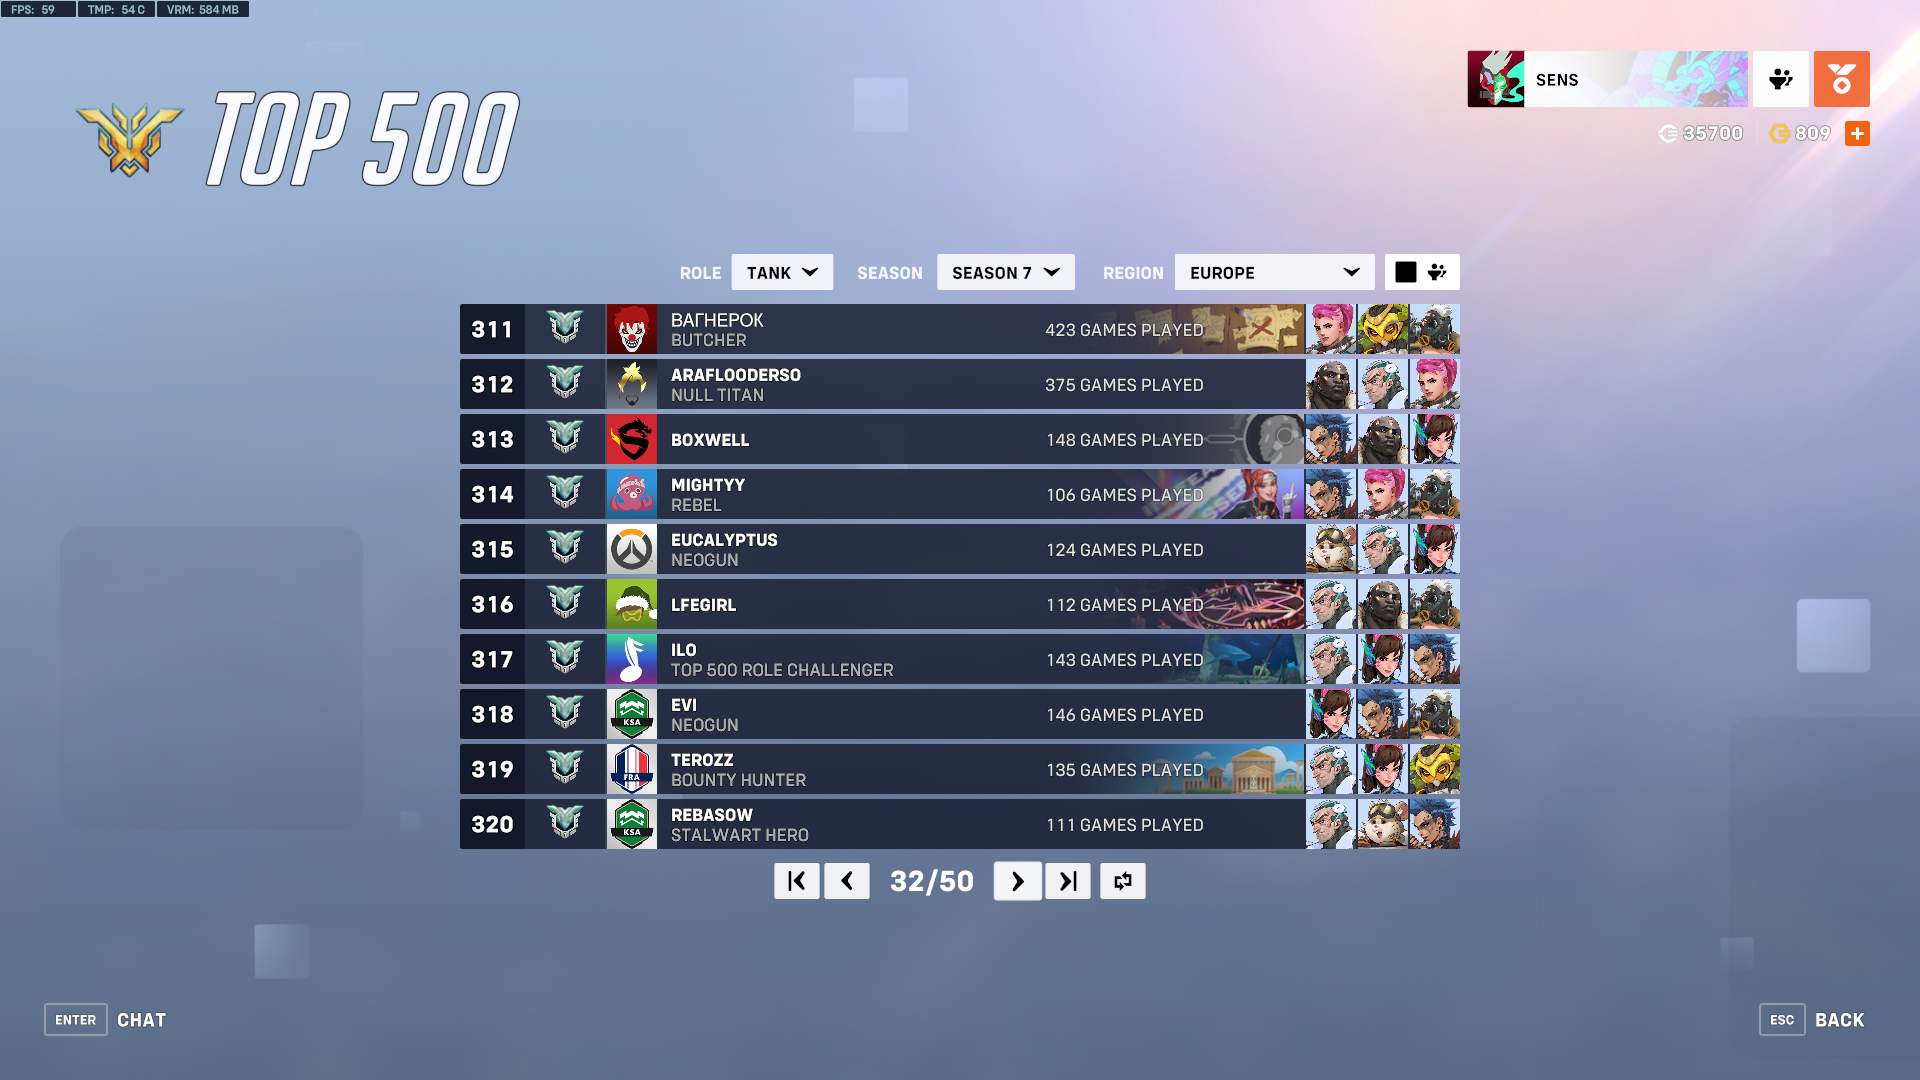 FPS: 59 TMP: 54 C VRM: 584 MB
TOP 500
SENS
35700 809
ROLE TANK SEASON SEASON 7 REGION EUROPE
311 ВАГНЕРОК 423 GAMES PLAYED
BUTCHER
312 ARAFLOODERSO 375 GAMES PLAYED
NULL TITAN
313 BOXWELL 148 GAMES PLAYED
314 MIGHTYY 106 GAMES PLAYED
REBEL
315 EUCALYPTUS 124 GAMES PLAYED
NEOGUN
316 LFEGIRL 112 GAMES PLAYED
317 ILO 143 GAMES PLAYED
TOP 500 ROLE CHALLENGER
318 KSA EVI 146 GAMES PLAYED
NEOGUN
319 FRA TEROZZ 135 GAMES PLAYED
BOUNTY HUNTER
320 KSA REBASOW 111 GAMES PLAYED
STALWART HERO
32/50
ENTER CHAT
ESC BACK